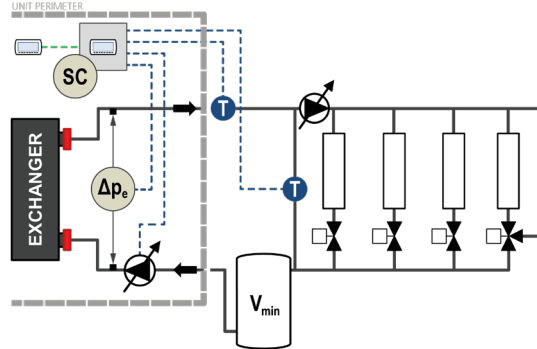 UNIT PERIMETER
SC
T
T
EXCHANGER
Δpe
Vmin